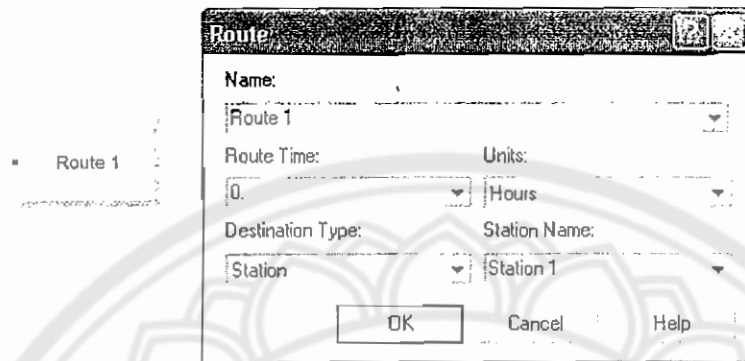 Route
Name:
Route 1
Route 1
Route Time:
Units:
0.
Hours
Destination Type:
Station Name:
Station
Station 1
OK
Cancel
Help